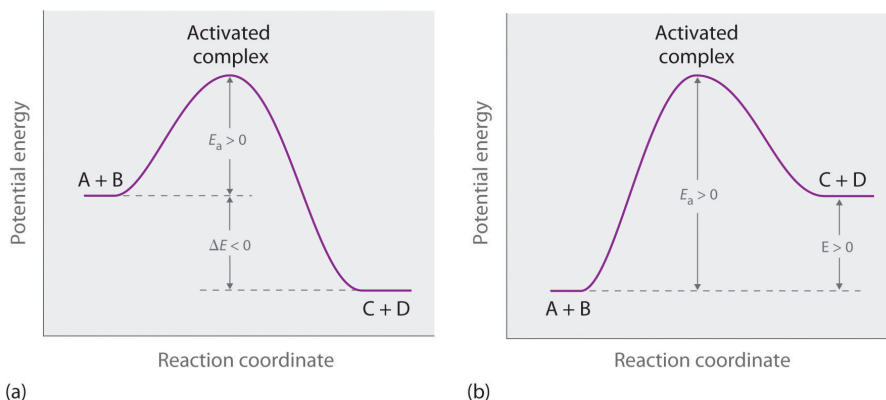 Activated
complex
Potential energy
Eₐ > 0
A + B
ΔE < 0
C + D
Reaction coordinate
(a)
Activated
complex
Potential energy
C + D
Eₐ > 0
E > 0
A + B
Reaction coordinate
(b)